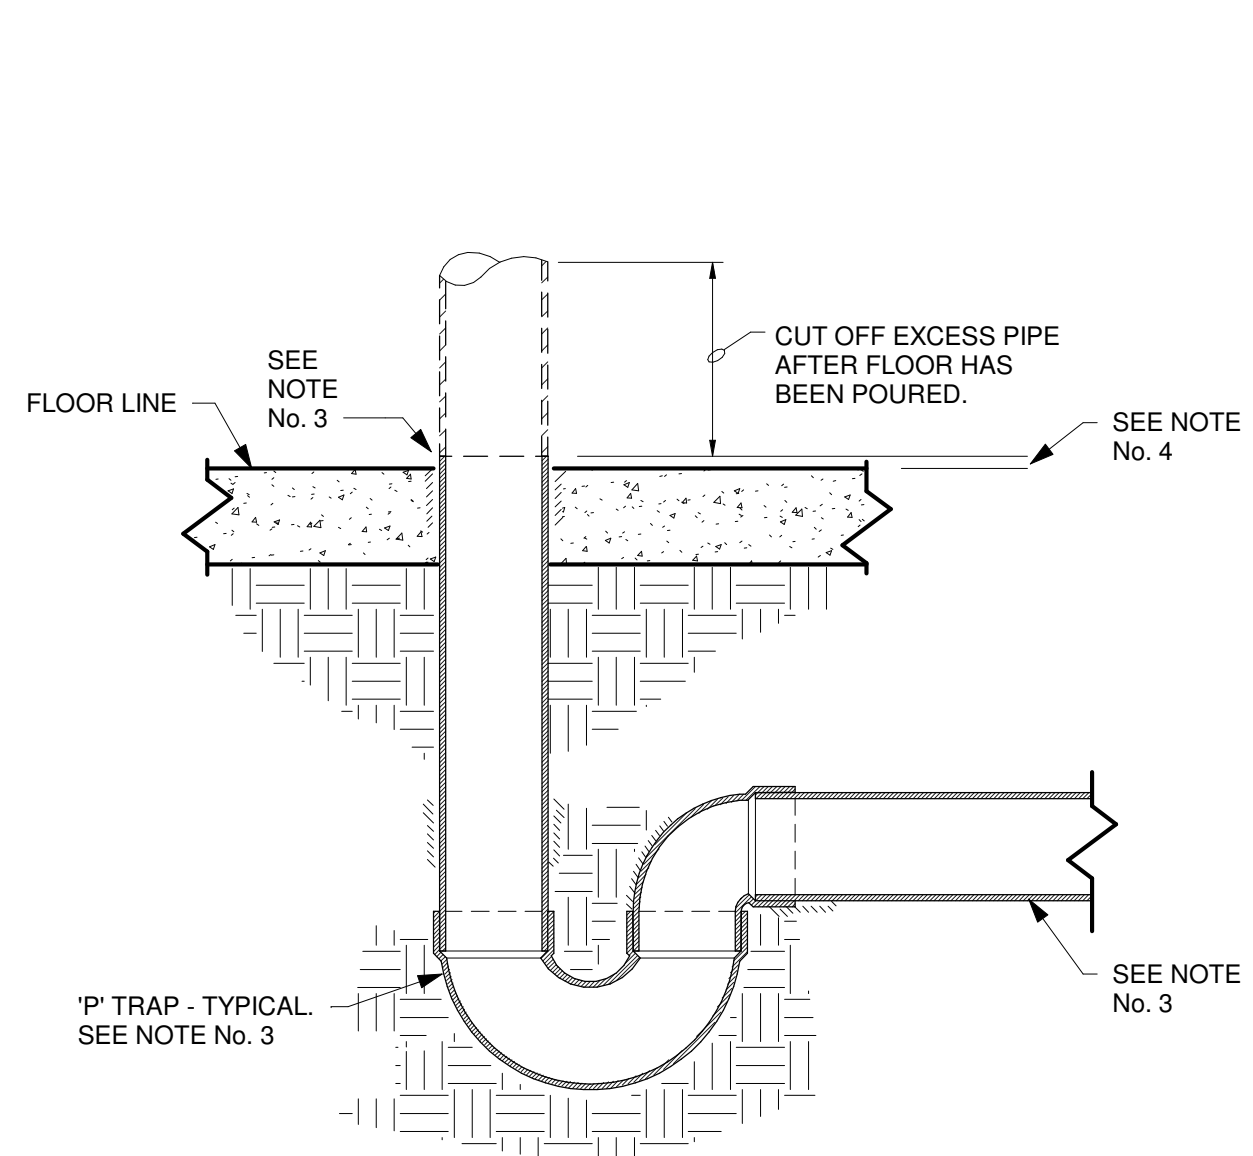 CUT OFF EXCESS PIPE
AFTER FLOOR HAS
BEEN POURED.
SEE
NOTE
No. 3
FLOOR LINE
SEE NOTE
No. 4
SEE NOTE
No. 3
'P' TRAP - TYPICAL.
SEE NOTE No. 3